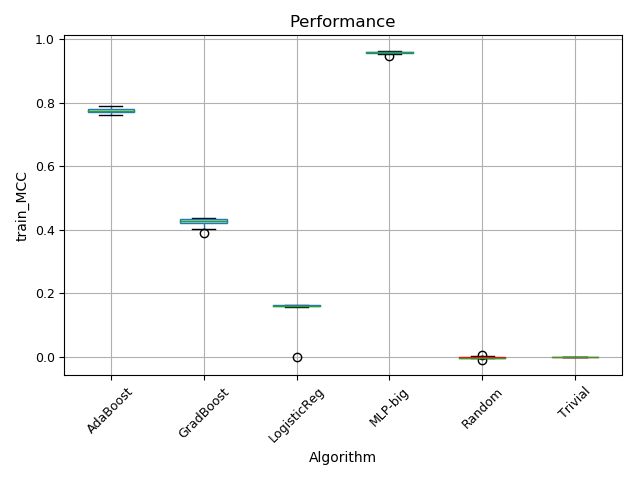 Performance
1.0
0.8
0.6
0.4
0.2
0.0
train_MCC
AdaBoost
GradBoost
LogisticReg
MLP-big
Random
Trivial
Algorithm